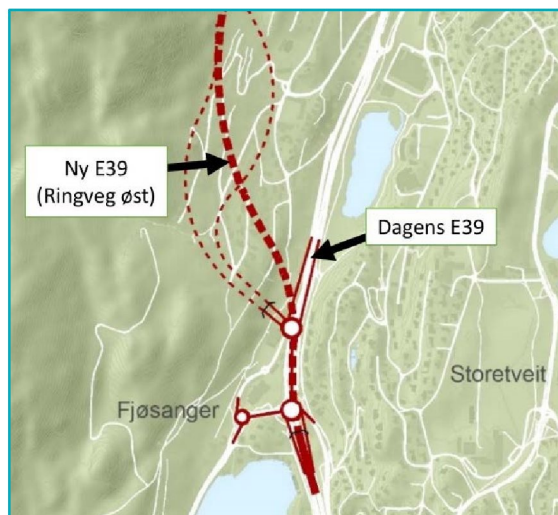 Ny E39
(Ringveg øst)
Dagens E39
Storetveit
Fjøsanger